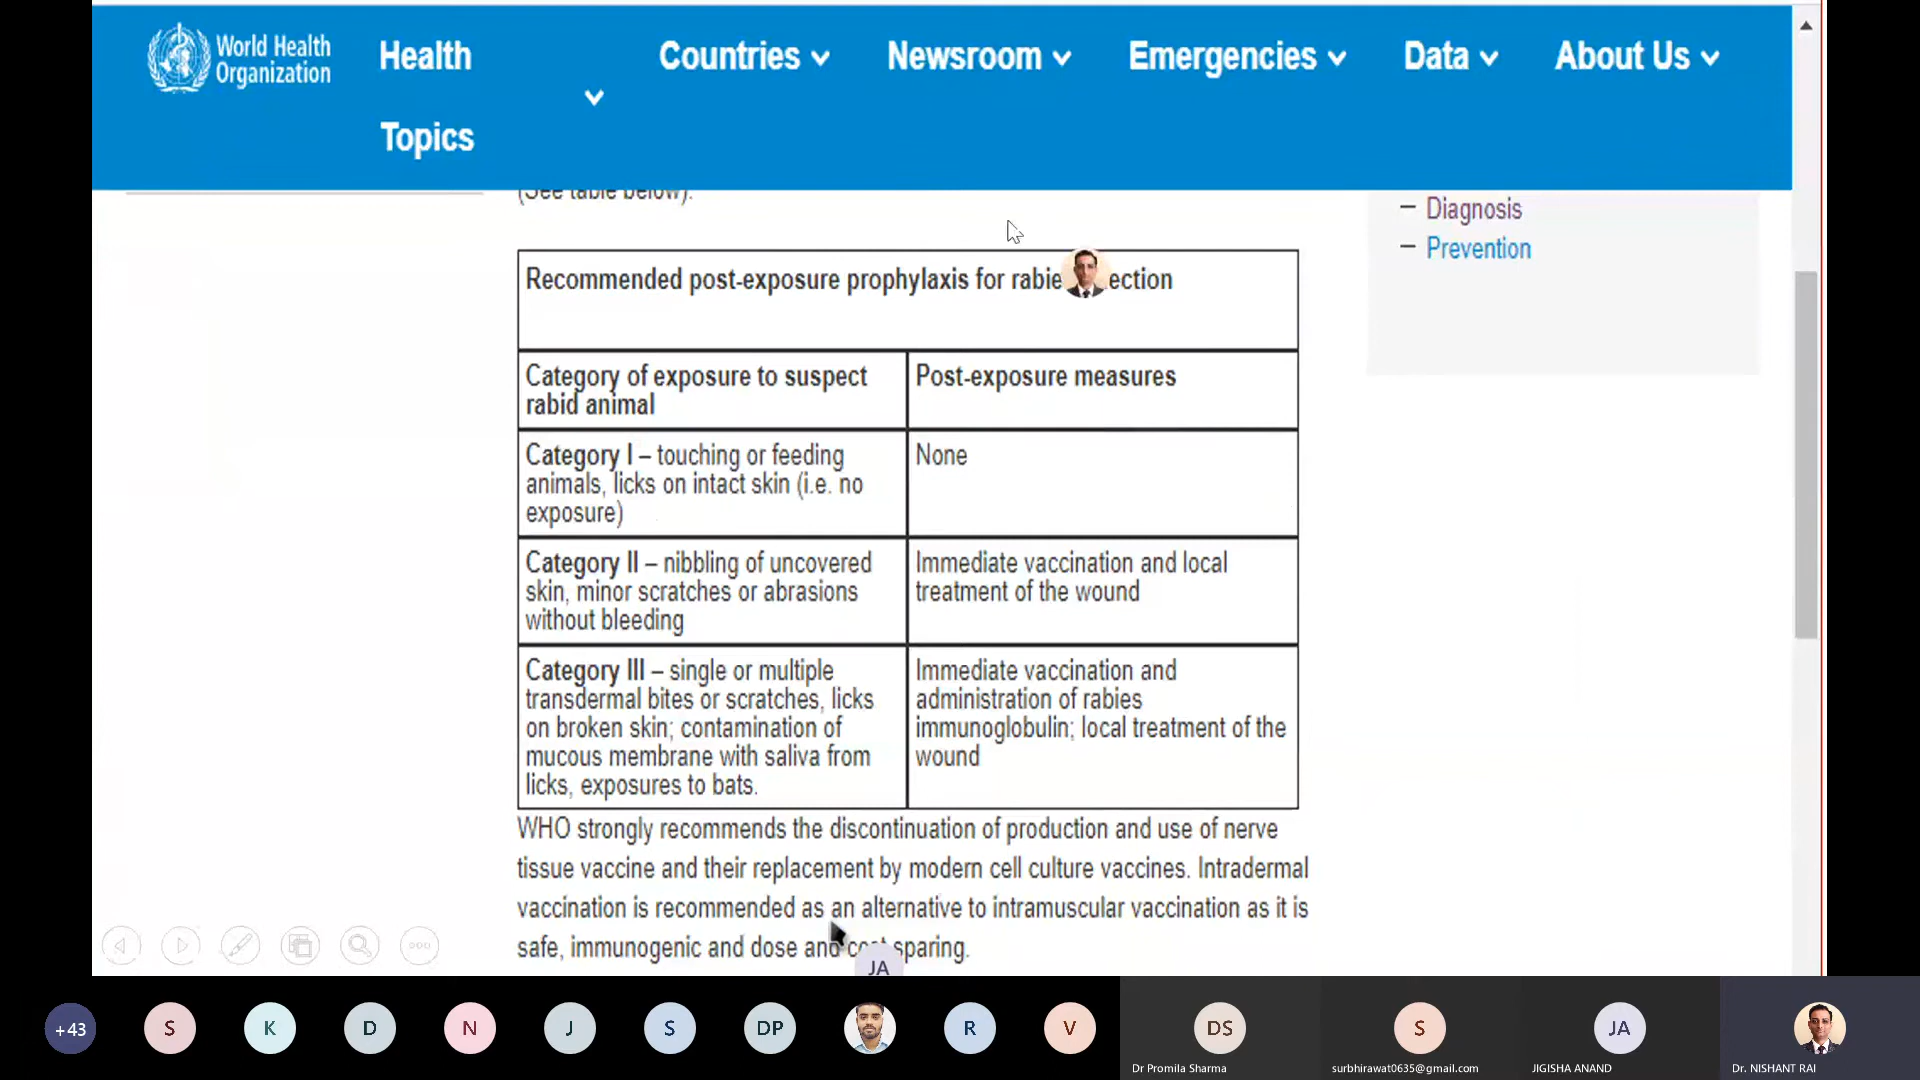 World Health
Organization
Health
Topics
Countries
Newsroom
Emergencies
Data
About Us
(See table below).
– Diagnosis
– Prevention
Recommended post-exposure prophylaxis for rabie ection
Category of exposure to suspect
rabid animal
Post-exposure measures
Category I – touching or feeding
animals, licks on intact skin (i.e. no
exposure)
None
Category II – nibbling of uncovered
skin, minor scratches or abrasions
without bleeding
Immediate vaccination and local
treatment of the wound
Category III – single or multiple
transdermal bites or scratches, licks
on broken skin; contamination of
mucous membrane with saliva from
licks, exposures to bats.
Immediate vaccination and
administration of rabies
immunoglobulin; local treatment of the
wound
WHO strongly recommends the discontinuation of production and use of nerve
tissue vaccine and their replacement by modern cell culture vaccines. Intradermal
vaccination is recommended as an alternative to intramuscular vaccination as it is
safe, immunogenic and dose and cost sparing.
JA
+43
S
K
D
N
J
S
DP
R
V
DS
S
JA
Dr Promila Sharma
surbhirawat0635@gmail.com
JIGISHA ANAND
Dr. NISHANT RAI